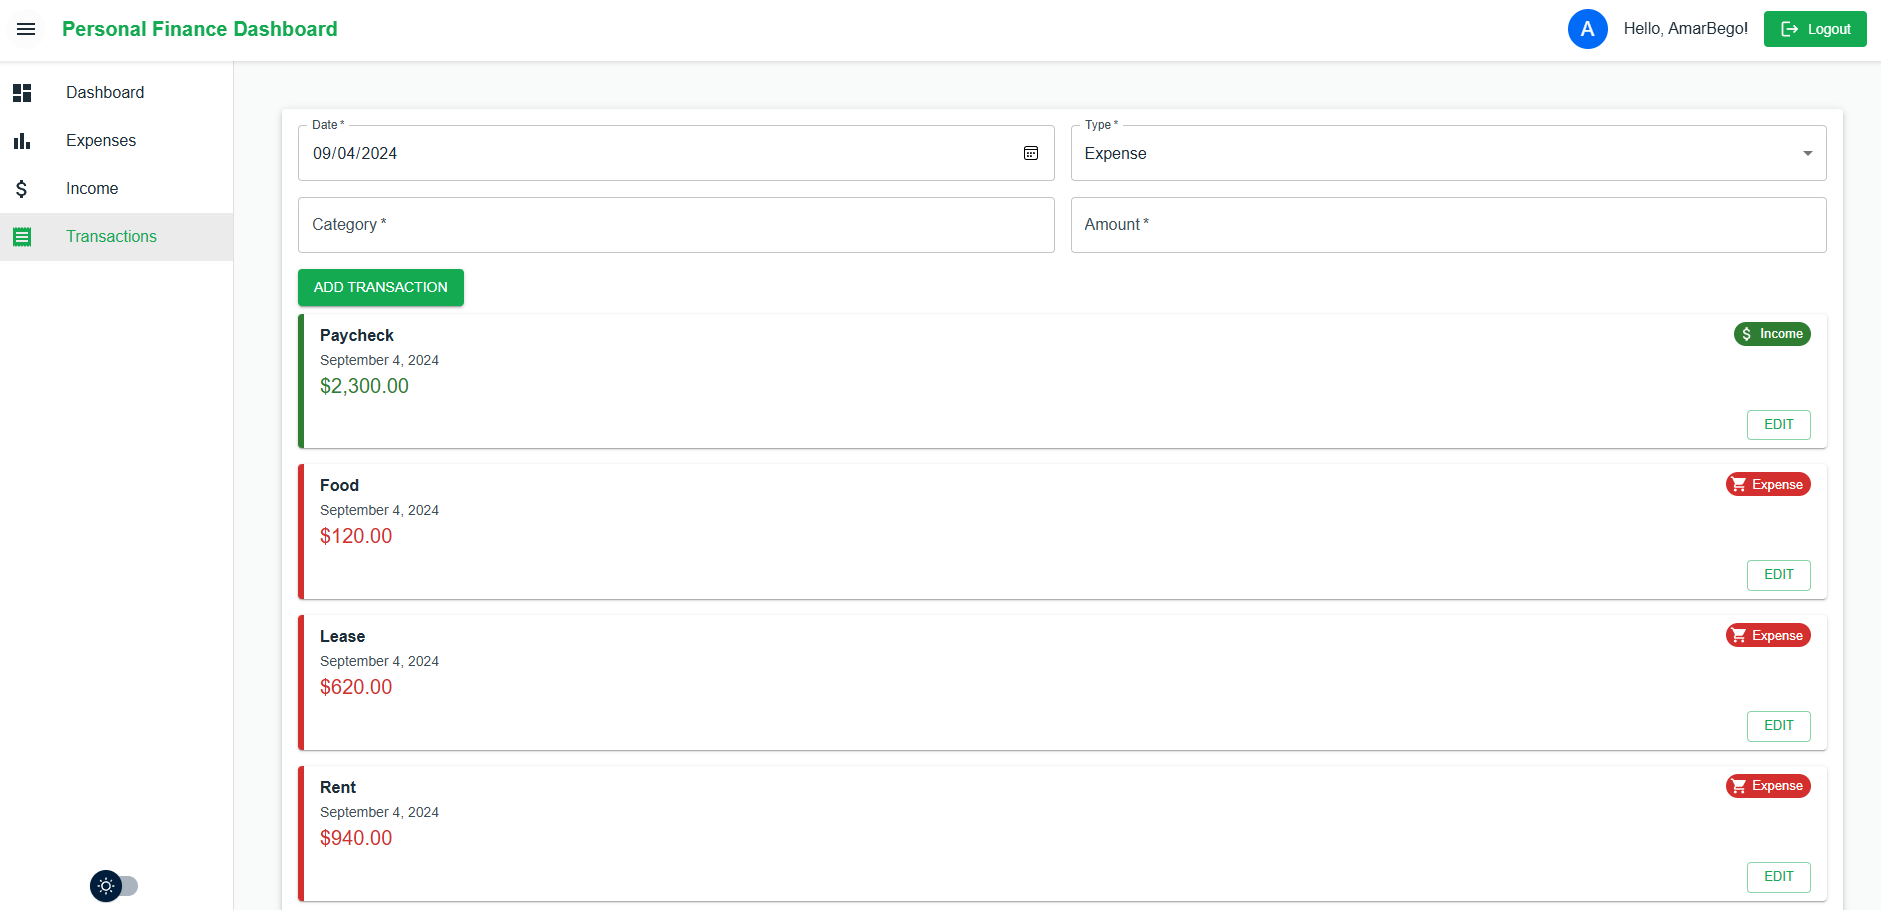 Personal Finance Dashboard
A
Hello, AmarBego!
Logout
Dashboard
Expenses
Income
Transactions
Date *
09/04/2024
Type *
Expense
Category *
Amount *
ADD TRANSACTION
Paycheck
Income
September 4, 2024
$2,300.00
EDIT
Food
Expense
September 4, 2024
$120.00
EDIT
Lease
Expense
September 4, 2024
$620.00
EDIT
Rent
Expense
September 4, 2024
$940.00
EDIT